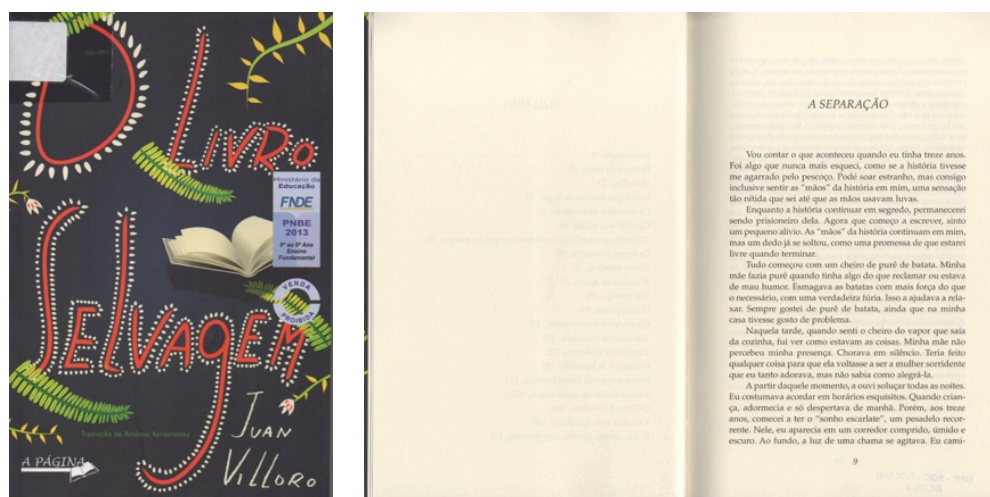 O LIVRO
SELVAGEM
Ministério da
Educação
FNDE
PNBE
2013
6º ao 9º Ano
Ensino
Fundamental
VENDA
PROIBIDA
Tradução de Antônio Xerxenesky
JUAN
VILLORO
A PÁGINA
A SEPARAÇÃO
Vou contar o que aconteceu quando eu tinha treze anos.
Foi algo que nunca mais esqueci, como se a história tivesse
me agarrado pelo pescoço. Pode soar estranho, mas consigo
inclusive sentir as “mãos” da história em mim, uma sensação
tão nítida que sei até que as mãos usavam luvas.
Enquanto a história continuar em segredo, permanecerei
sendo prisioneiro dela. Agora que começo a escrever, sinto
um pequeno alívio. As “mãos” da história continuam em mim,
mas um dedo já se soltou, como uma promessa de que estarei
livre quando terminar.
Tudo começou com um cheiro de purê de batata. Minha
mãe fazia purê quando tinha algo do que reclamar ou estava
de mau humor. Esmagava as batatas com mais força do que
o necessário, com uma verdadeira fúria. Isso a ajudava a rela-
xar. Sempre gostei de purê de batata, ainda que na minha
casa tivesse gosto de problema.
Naquela tarde, quando senti o cheiro do vapor que saía
da cozinha, fui ver como estavam as coisas. Minha mãe não
percebeu minha presença. Chorava em silêncio. Teria feito
qualquer coisa para que ela voltasse a ser a mulher sorridente
que eu tanto adorava, mas não sabia como alegrá-la.
A partir daquele momento, a ouvi soluçar todas as noites.
Eu costumava acordar em horários esquisitos. Quando crian-
ça, adormecia e só despertava de manhã. Porém, aos treze
anos, comecei a ter o “sonho escarlate”, um pesadelo recor-
rente. Nele, eu aparecia em um corredor comprido, úmido e
escuro. Ao fundo, a luz de uma chama se agitava. Eu cami-
9